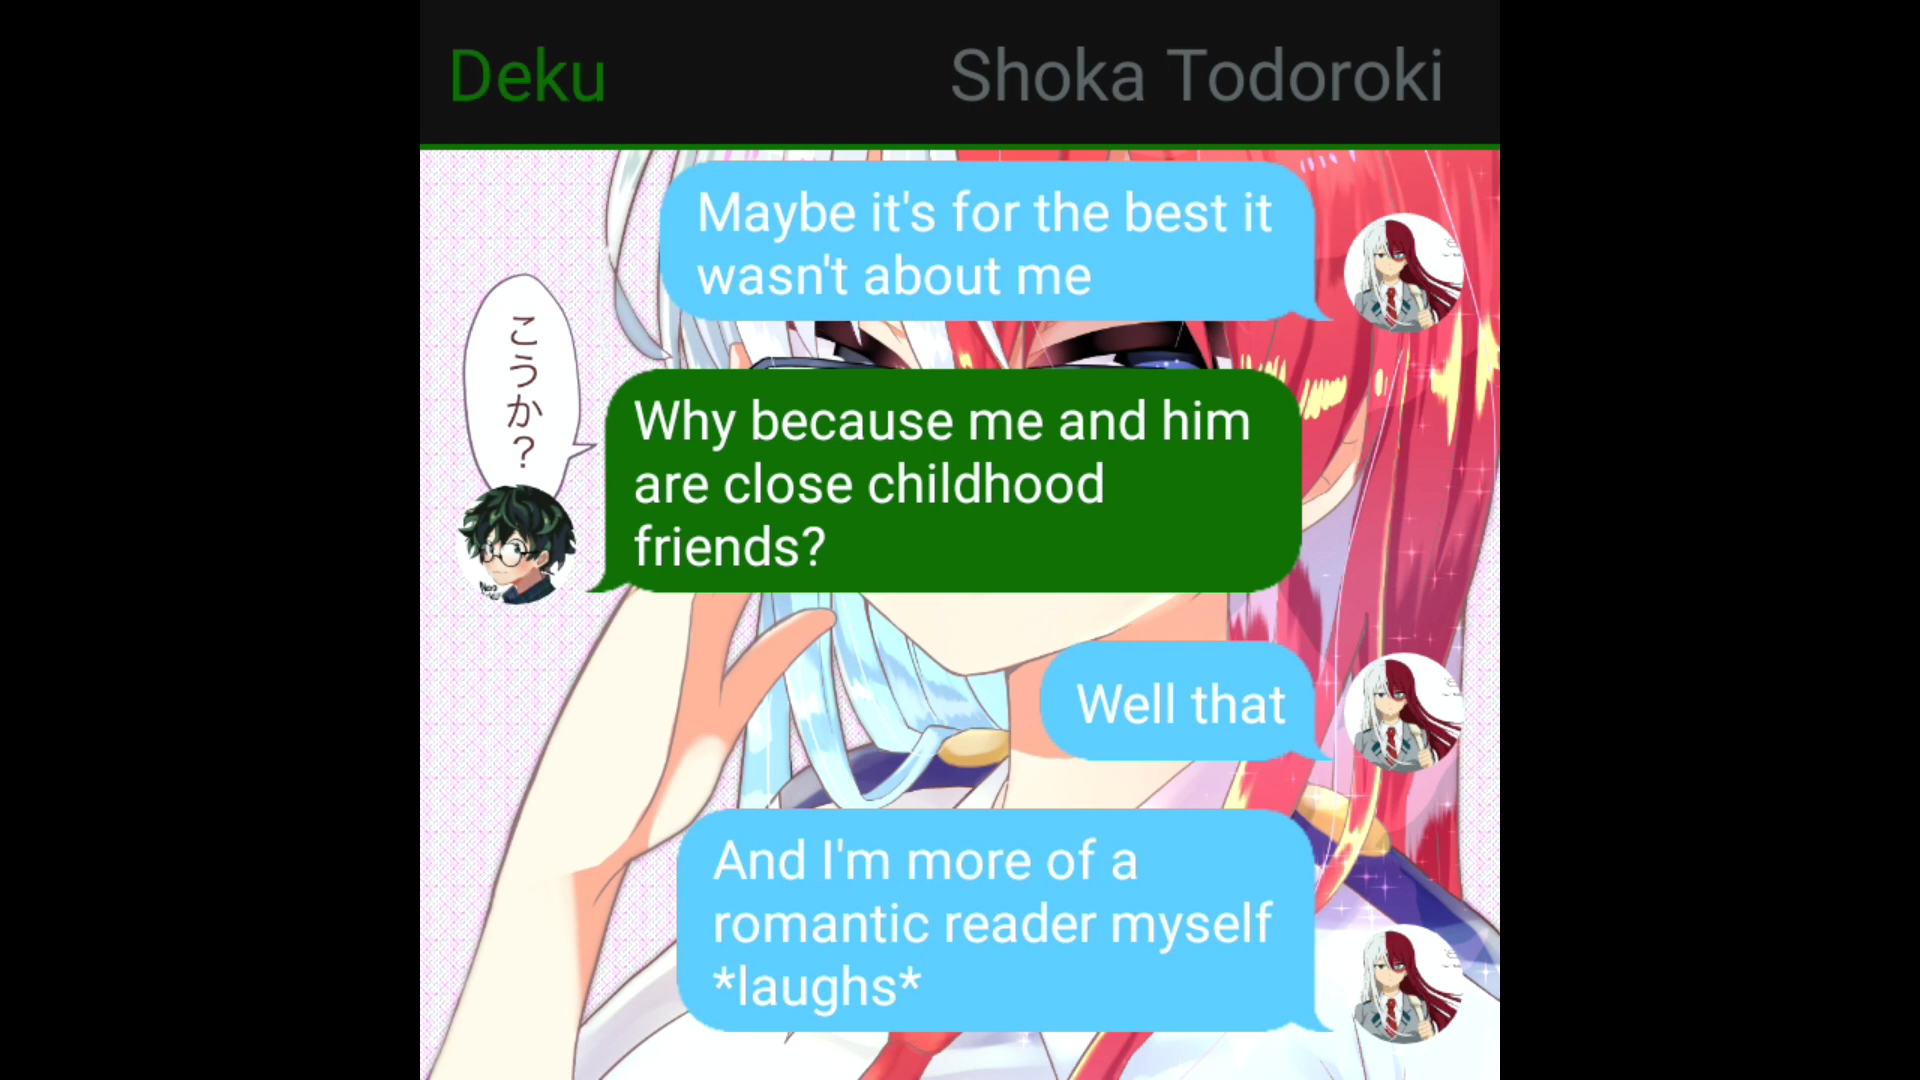 Deku
Shoka Todoroki
Maybe it's for the best it
wasn't about me
こうか?
Why because me and him
are close childhood
friends?
Well that
And I'm more of a
romantic reader myself
*laughs*